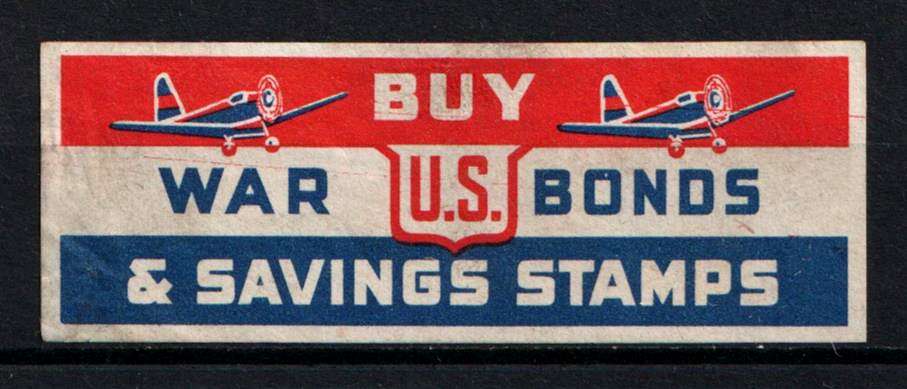 BUY
WAR U.S. BONDS
& SAVINGS STAMPS